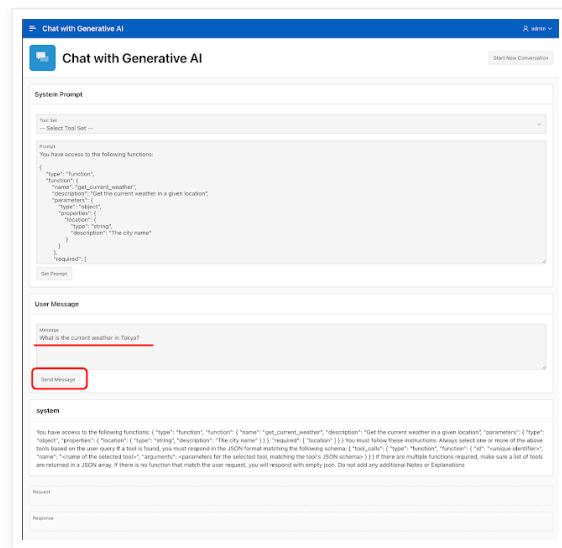 Chat with Generative AI
admin
Chat with Generative AI
Start New Conversation
System Prompt
Tool Set
-- Select Tool Set --
Prompt
You have access to the following functions:
{
"type": "function",
"function": {
"name": "get_current_weather",
"description": "Get the current weather in a given location",
"parameters": {
"type": "object",
"properties": {
"location": {
"type": "string",
"description": "The city name"
}
}
},
"required": [
Set Prompt
User Message
Message
What is the current weather in Tokyo?
Send Message
system
You have access to the following functions: { "type": "function", "function": { "name": "get_current_weather", "description": "Get the current weather in a given location", "parameters": { "type":
"object", "properties": { "location": { "type": "string", "description": "The city name" } } }, "required": [ "location" ] } } You must follow these instructions: Always select one or more of the above
tools based on the user query If a tool is found, you must respond in the JSON format matching the following schema: { "tool_calls": { "type": "function", "function": { "id": "<unique identifier>",
"name": "<name of the selected tool>", "arguments": <parameters for the selected tool, matching the tool's JSON schema> } } } If there are multiple functions required, make sure a list of tools
are returned in a JSON array. If there is no function that match the user request, you will respond with empty json. Do not add any additional Notes or Explanations
Request
Response